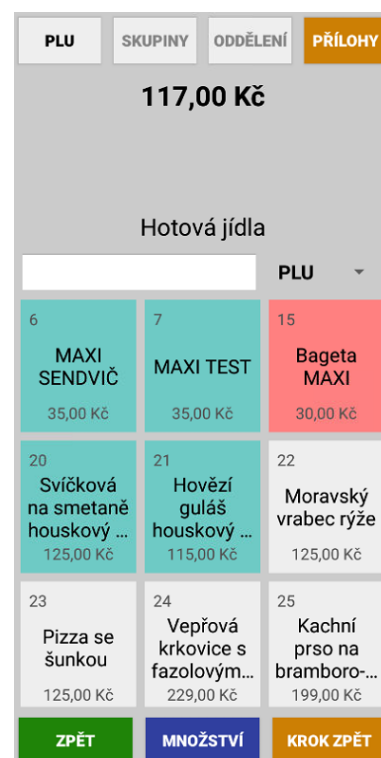 PLU SKUPINY ODDĚLENÍ PŘÍLOHY
117,00 Kč
Hotová jídla
PLU
6 7 15
MAXI SENDVIČ
MAXI TEST
Bageta MAXI
35,00 Kč 35,00 Kč 30,00 Kč
20 21 22
Svíčková
na smetaně
houskový ...
Hovězí
guláš
houskový ...
Moravský
vrabec rýže
125,00 Kč 115,00 Kč 125,00 Kč
23 24 25
Pizza se
šunkou
Vepřová
krkovice s
fazolovým...
Kachní
prso na
bramboro-...
125,00 Kč 229,00 Kč 199,00 Kč
ZPĚT MNOŽSTVÍ KROK ZPĚT